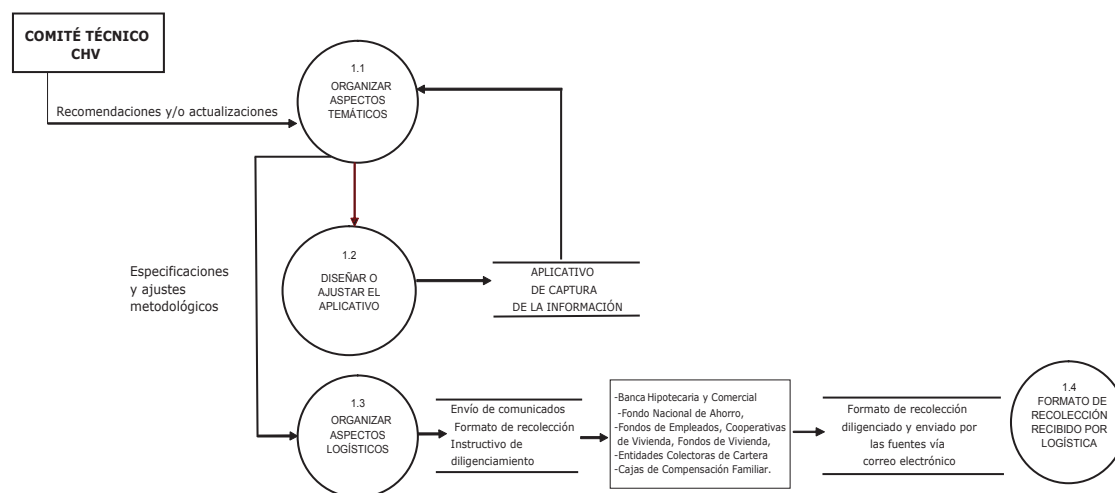 COMITÉ TÉCNICO
CHV
Recomendaciones y/o actualizaciones
1.1
ORGANIZAR
ASPECTOS
TEMÁTICOS
1.2
DISEÑAR O
AJUSTAR EL
APLICATIVO
APLICATIVO
DE CAPTURA
DE LA INFORMACIÓN
Especificaciones
y ajustes
metodológicos
1.3
ORGANIZAR
ASPECTOS
LOGÍSTICOS
Envío de comunicados
Formato de recolección
Instructivo de
diligenciamiento
-Banca Hipotecaria y Comercial
-Fondo Nacional de Ahorro,
-Fondos de Empleados, Cooperativas
de Vivienda, Fondos de Vivienda,
-Entidades Colectoras de Cartera
-Cajas de Compensación Familiar.
Formato de recolección
diligenciado y enviado por
las fuentes vía
correo electrónico
1.4
FORMATO DE
RECOLECCIÓN
RECIBIDO POR
LOGÍSTICA